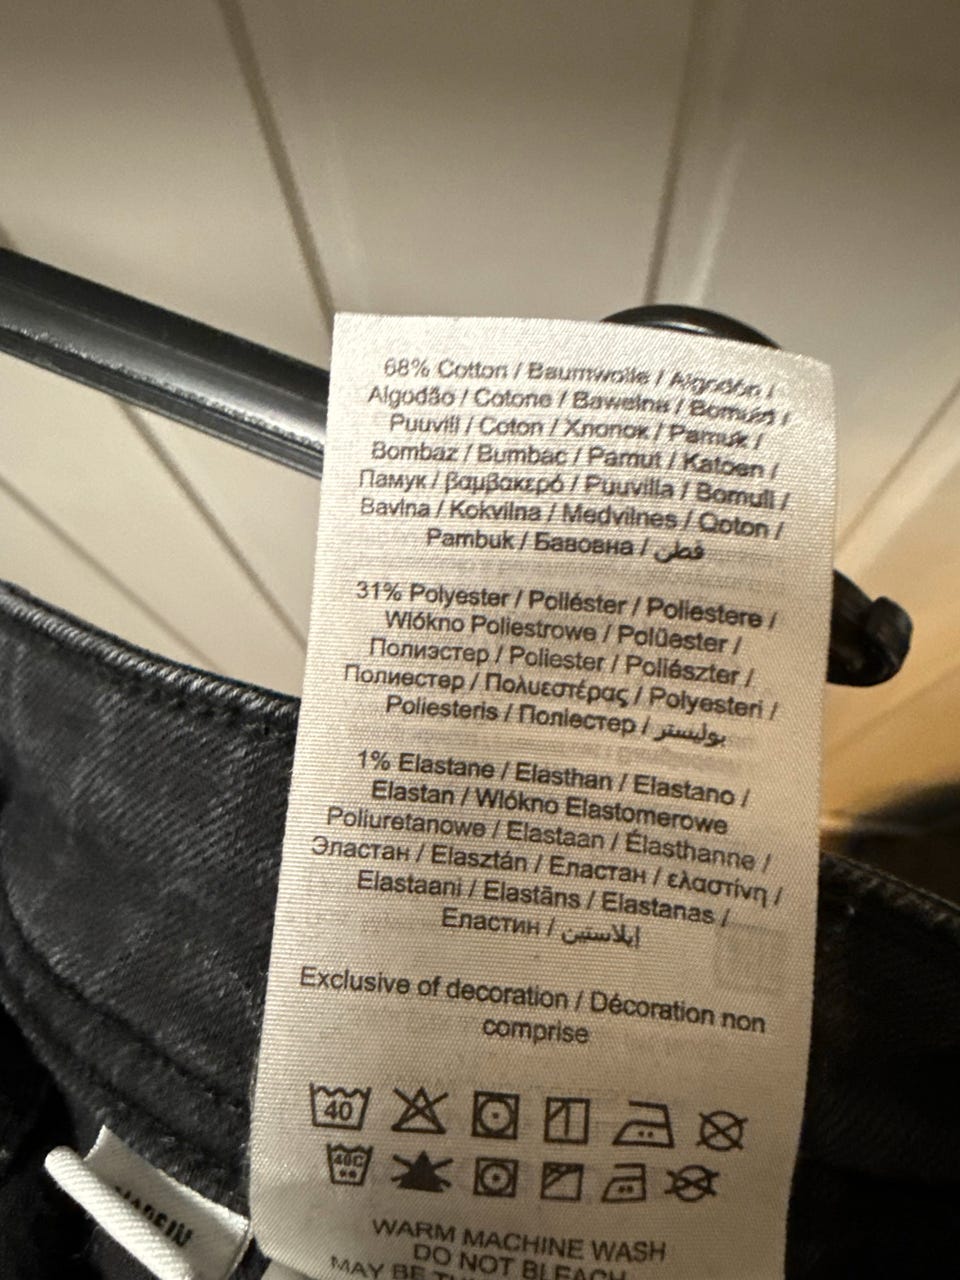 68% Cotton / Baumwolle / Algodón /
Algodão / Cotone / Bawełna / Bomuld /
Puuvill / Coton / Хлопок / Pamuk /
Bombaz / Bumbac / Pamut / Katoen /
Памук / βαμβακερό / Puuvilla / Bomull /
Bavlna / Kokvilna / Medvilnes / Qoton /
Pambuk / Бавовна / قطن
31% Polyester / Poliéster / Poliestere /
Włókno Poliestrowe / Polüester /
Полиэстер / Poliester / Poliészter /
Полиестер / Πολυεστέρας / Polyesteri /
Poliesteris / Поліестер / بوليستر
1% Elastane / Elasthan / Elastano /
Elastan / Włókno Elastomerowe
Poliuretanowe / Elastaan / Élasthanne /
Эластан / Elasztán / Еластан / ελαστίνη /
Elastaani / Elastāns / Elastanas /
Еластин / إيلاستين
Exclusive of decoration / Décoration non
comprise
40
40C
WARM MACHINE WASH
DO NOT BLEACH
MAY BE